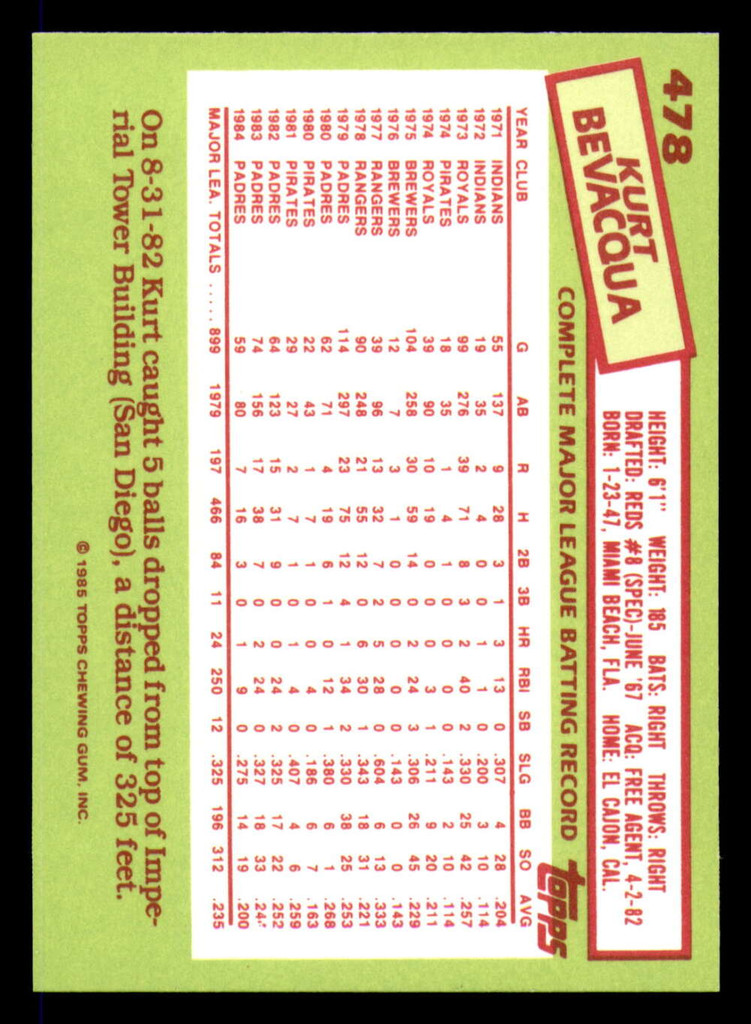 478
KURT
BEVACQUA
HEIGHT: 6'1" WEIGHT: 185 BATS: RIGHT THROWS: RIGHT
DRAFTED: REDS #8 (SPEC)-JUNE '67 ACQ: FREE AGENT, 4-2-82
BORN: 1-23-47, MIAMI BEACH, FLA. HOME: EL CAJON, CAL.
COMPLETE MAJOR LEAGUE BATTING RECORD
topps
YEAR CLUB G AB R H 2B 3B HR RBI SB SLG BB SO AVG
1971 INDIANS 55 137 9 28 3 1 3 13 0 .307 4 28 .204
1972 INDIANS 19 35 2 4 0 0 1 1 0 .200 3 10 .114
1973 ROYALS 99 276 39 71 8 3 2 40 2 .330 25 42 .257
1974 PIRATES 18 35 1 4 1 0 0 0 0 .143 2 10 .114
1974 ROYALS 39 90 10 19 0 0 0 3 1 .211 9 20 .211
1975 BREWERS 104 258 30 59 14 0 2 24 3 .306 26 45 .229
1976 BREWERS 12 7 3 1 0 0 0 0 0 .143 0 0 .143
1977 RANGERS 39 96 13 32 7 2 5 28 0 .604 6 13 .333
1978 RANGERS 90 248 21 55 12 0 6 30 1 .343 18 31 .221
1979 PADRES 114 297 23 75 12 4 1 34 2 .330 38 25 .253
1980 PADRES 62 71 4 19 6 1 0 12 1 .380 6 1 .268
1980 PIRATES 22 43 1 7 1 0 0 4 0 .186 6 7 .163
1981 PIRATES 29 27 2 7 1 0 1 4 0 .407 4 6 .259
1982 PADRES 64 123 15 31 9 0 0 24 2 .325 17 22 .252
1983 PADRES 74 156 17 38 7 0 2 24 0 .327 18 33
1984 PADRES 59 80 7 16 3 0 1 9 0 .275 14 19 .200
MAJOR LEA. TOTALS ..... 899 1979 197 466 84 11 24 250 12 .325 196 312 .235
On 8-31-82 Kurt caught 5 balls dropped from top of Impe-
rial Tower Building (San Diego), a distance of 325 feet.
© 1985 TOPPS CHEWING GUM, INC.